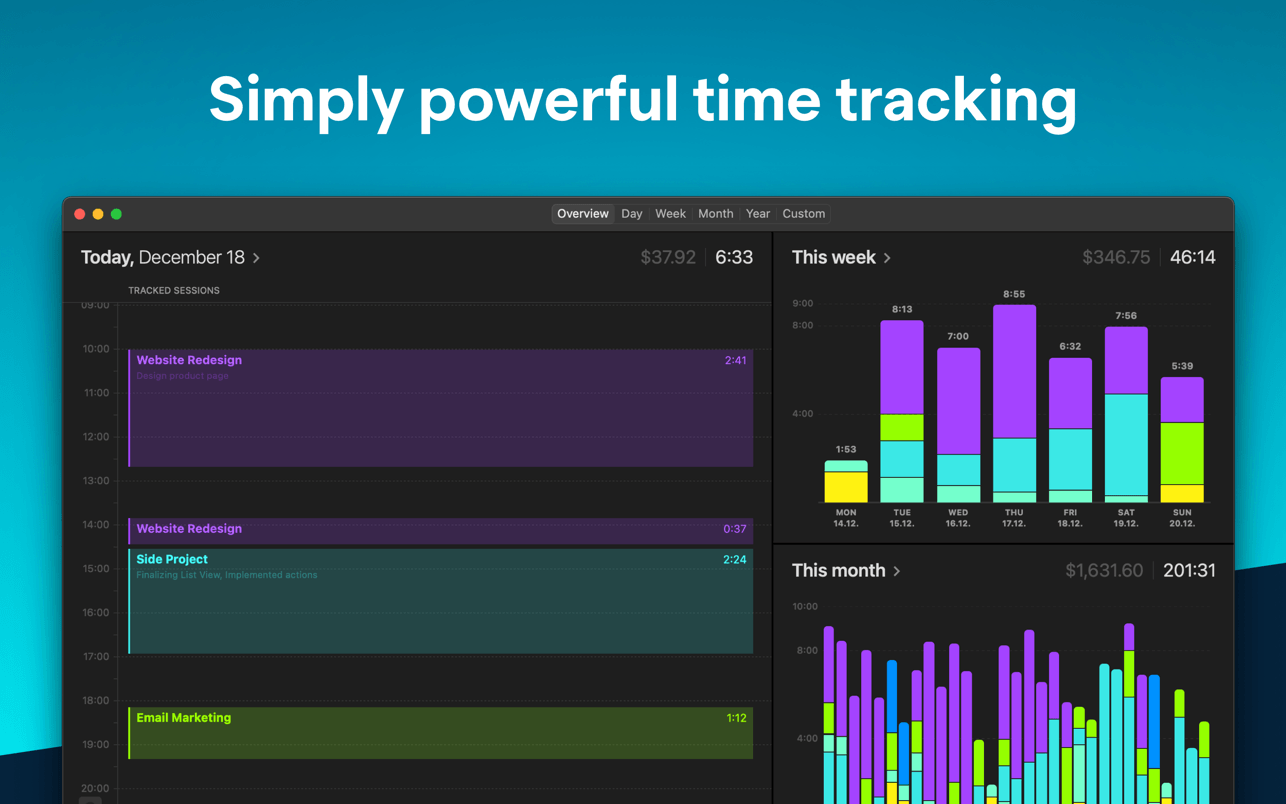 Simply powerful time tracking
Overview Day Week Month Year Custom
Today, December 18 $37.92 6:33
TRACKED SESSIONS
09:00
10:00
Website Redesign 2:41
Design product page
11:00
12:00
13:00
14:00
Website Redesign 0:37
Side Project 2:24
15:00
Finalizing List View, Implemented actions
16:00
17:00
18:00
Email Marketing 1:12
19:00
20:00
This week $346.75 46:14
9:00
8:00
4:00
1:53
8:13
7:00
8:55
6:32
7:56
5:39
MON TUE WED THU FRI SAT SUN
14.12. 15.12. 16.12. 17.12. 18.12. 19.12. 20.12.
This month $1,631.60 201:31
10:00
8:00
4:00